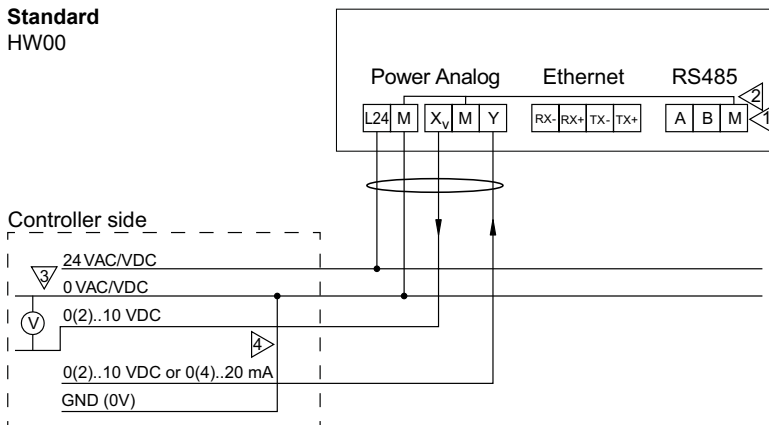 Standard
HW00
Power Analog Ethernet RS485
2
L24 M Xv M Y RX- RX+ TX- TX+ A B M 1
Controller side
3 24 VAC/VDC
0 VAC/VDC
V 0(2)..10 VDC
4
0(2)..10 VDC or 0(4)..20 mA
GND (0V)